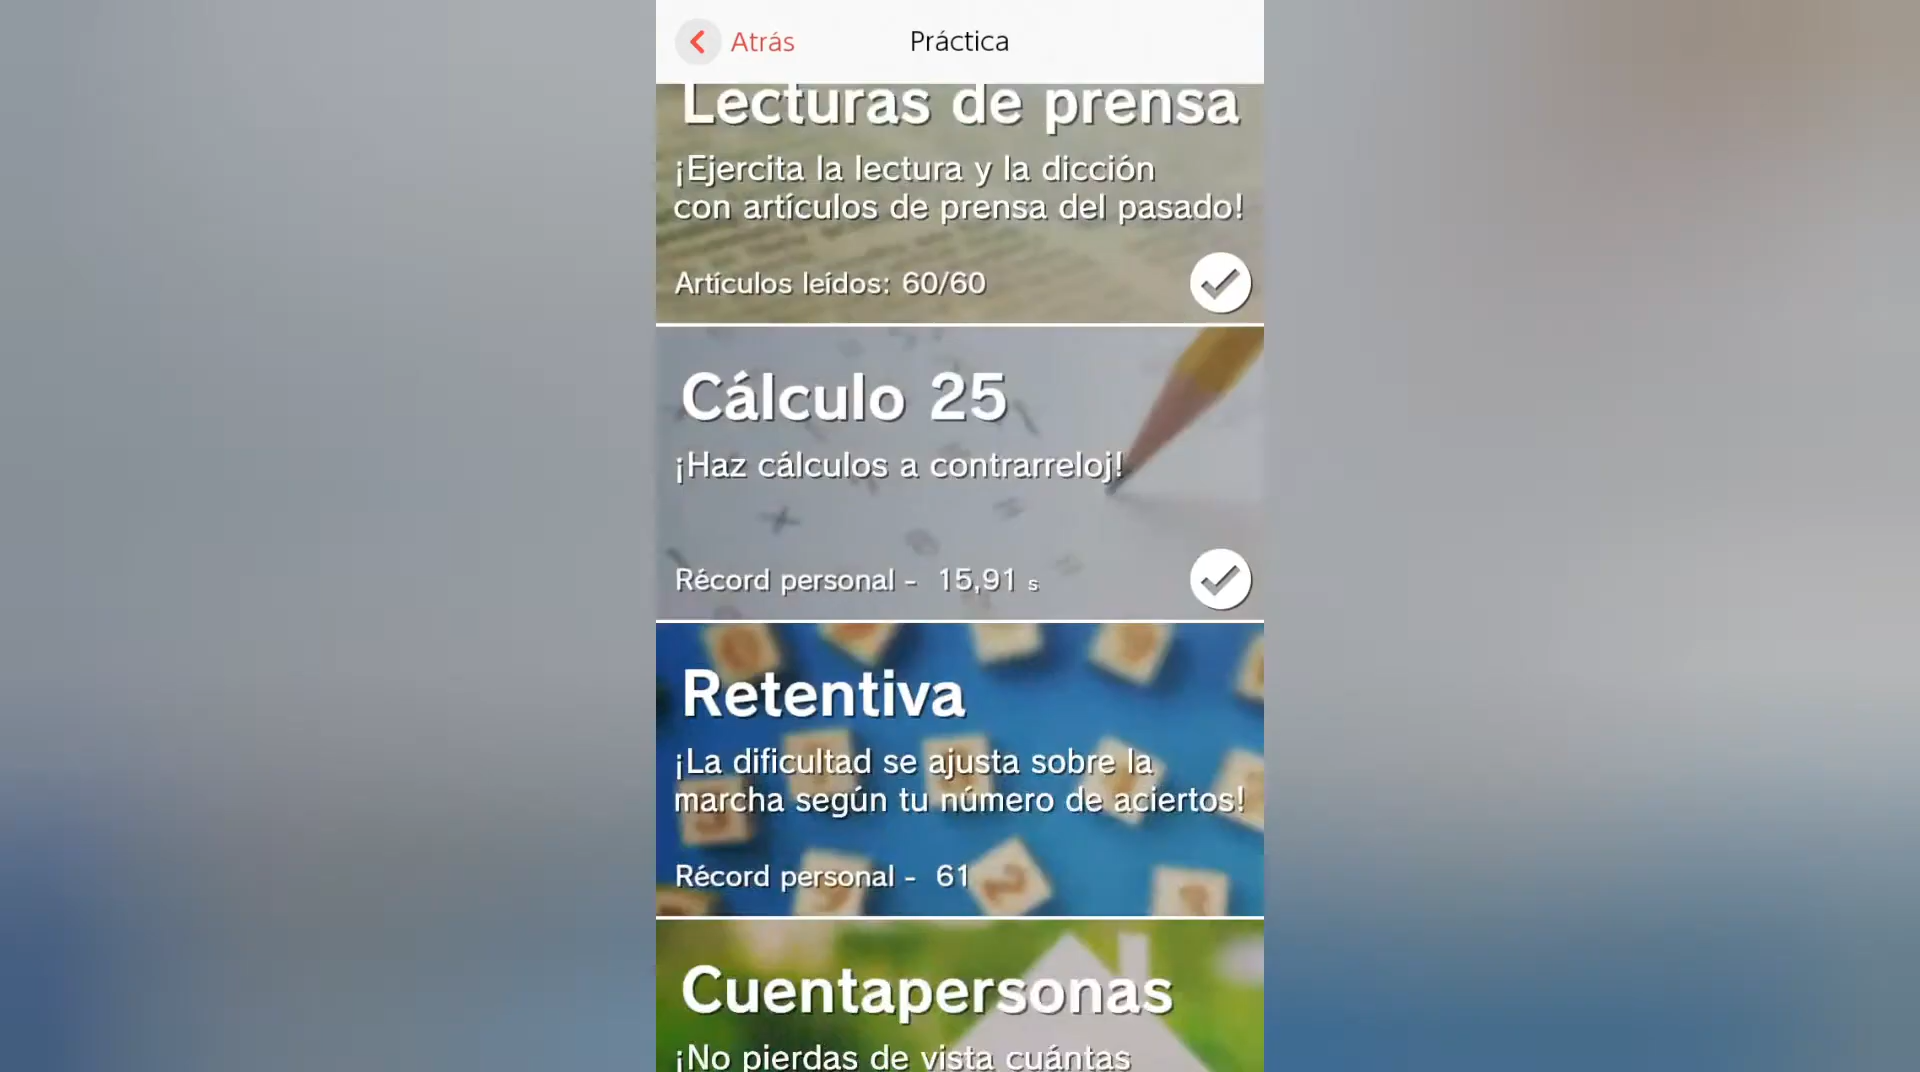 Atrás
Práctica
Lecturas de prensa
¡Ejercita la lectura y la dicción
con artículos de prensa del pasado!
Artículos leídos: 60/60
Cálculo 25
¡Haz cálculos a contrarreloj!
Récord personal - 15,91 s
Retentiva
¡La dificultad se ajusta sobre la
marcha según tu número de aciertos!
Récord personal - 61
Cuentapersonas
¡No pierdas de vista cuántas